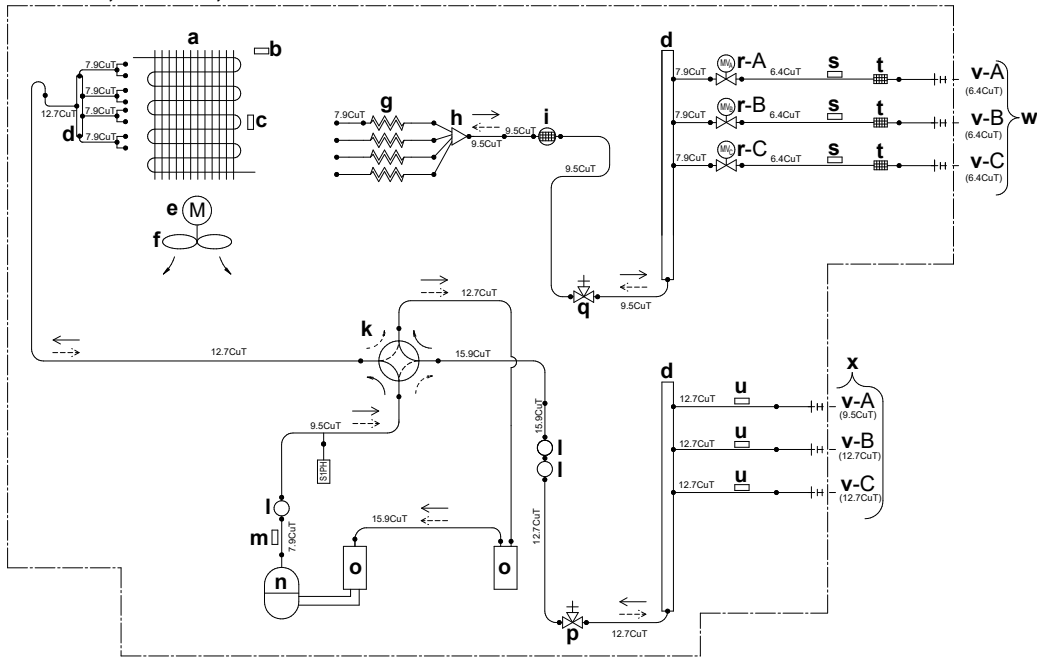 a
b
7.9CuT
7.9CuT
12.7CuT
c
7.9CuT
d
7.9CuT
e
M
f
g
7.9CuT
h
9.5CuT
9.5CuT
i
9.5CuT
q
9.5CuT
d
7.9CuT
MVA
r-A
6.4CuT
s
t
v-A
(6.4CuT)
7.9CuT
MVB
r-B
6.4CuT
s
t
v-B
(6.4CuT)
w
7.9CuT
MVC
r-C
6.4CuT
s
t
v-C
(6.4CuT)
12.7CuT
k
12.7CuT
15.9CuT
9.5CuT
S1PH
l
m
7.9CuT
n
15.9CuT
o
o
15.9CuT
l
l
12.7CuT
p
12.7CuT
d
x
12.7CuT
u
v-A
(9.5CuT)
12.7CuT
u
v-B
(12.7CuT)
12.7CuT
u
v-C
(12.7CuT)